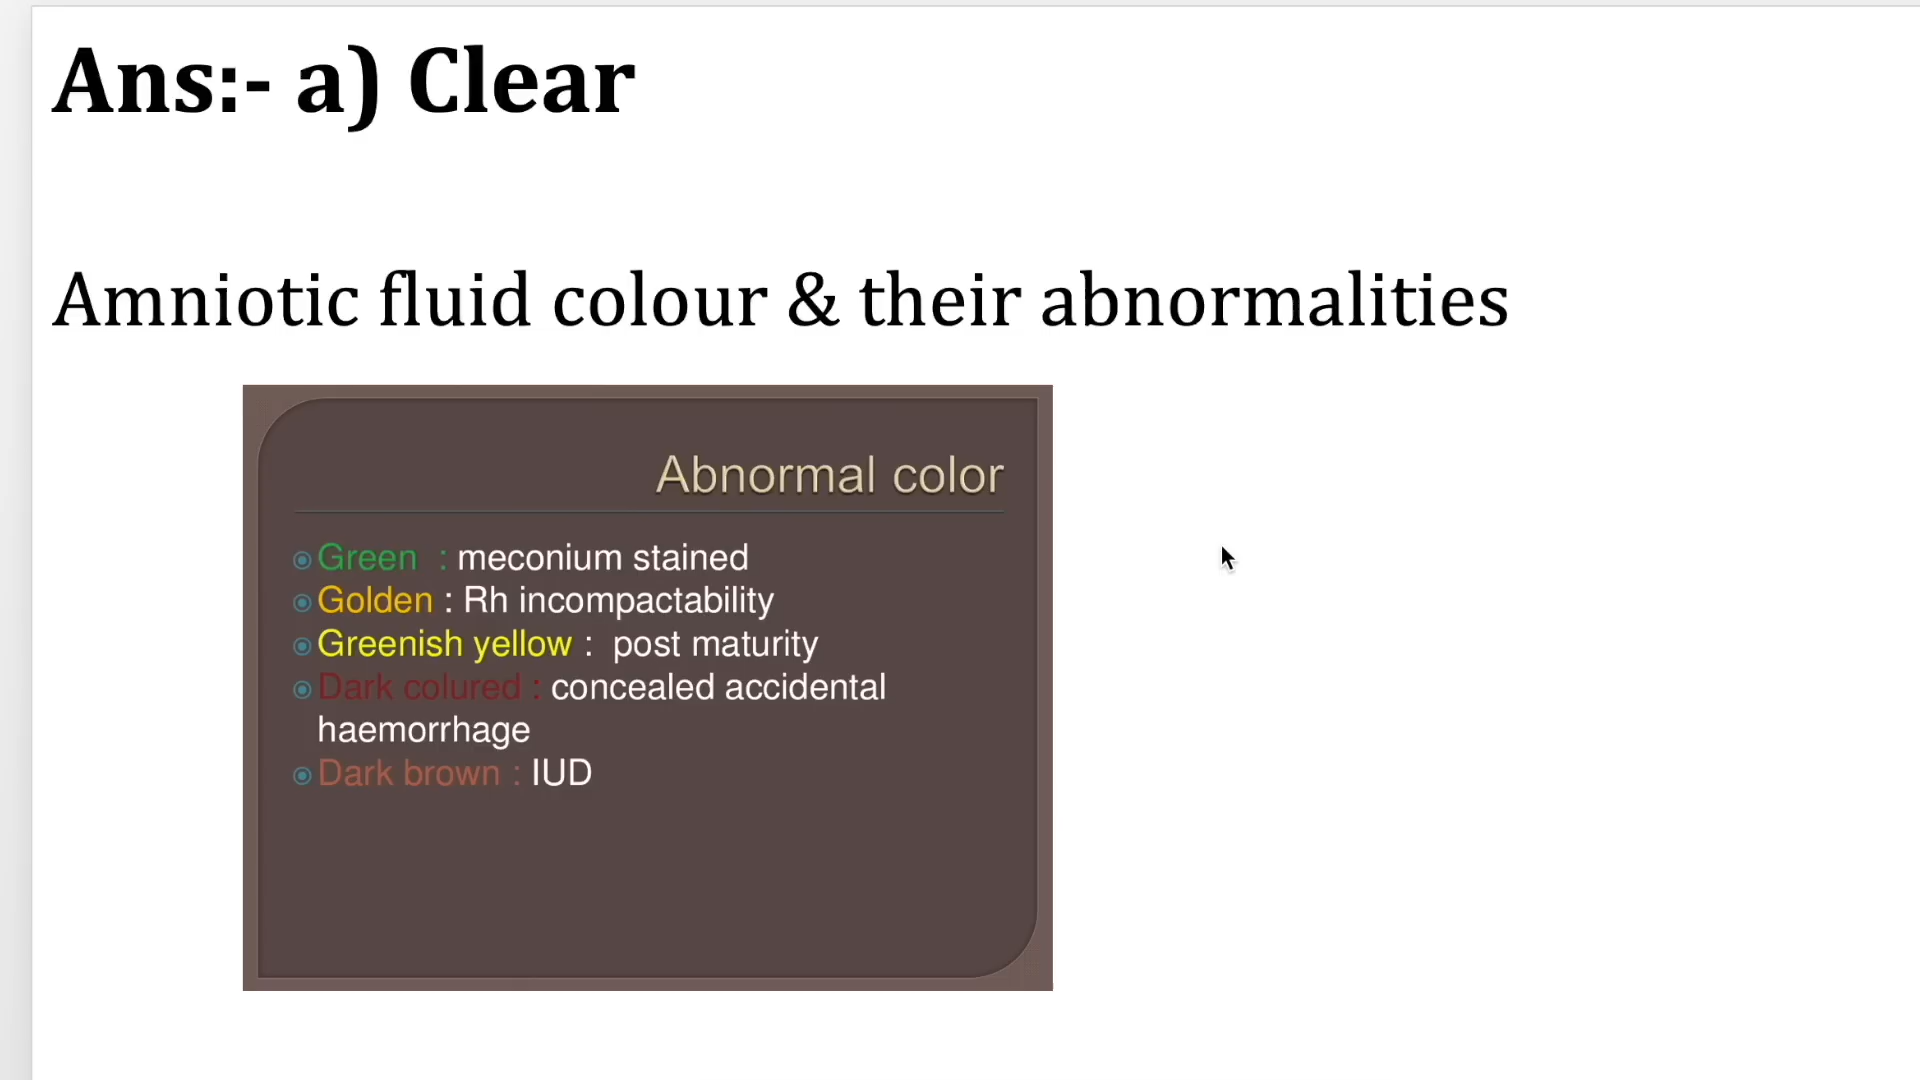 Ans:- a) Clear
Amniotic fluid colour & their abnormalities
Abnormal color
Green : meconium stained
Golden : Rh incompactability
Greenish yellow : post maturity
Dark colured : concealed accidental
haemorrhage
Dark brown : IUD